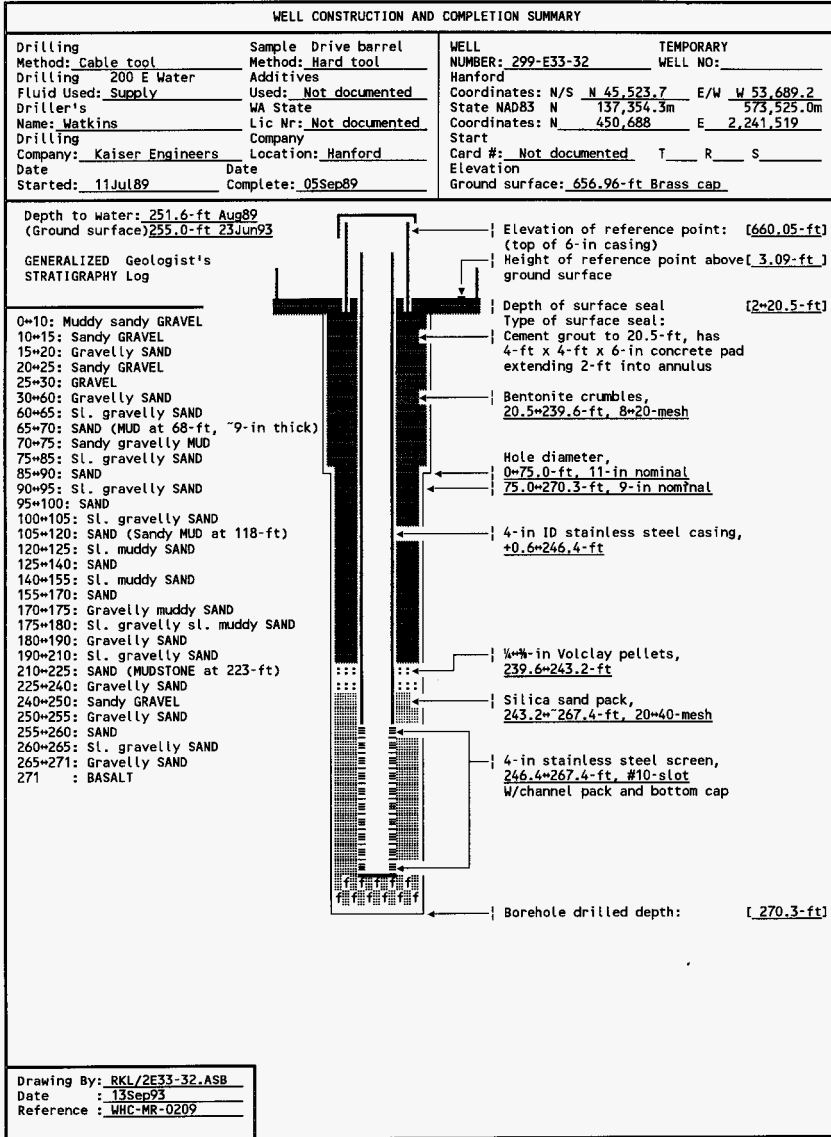 WELL CONSTRUCTION AND COMPLETION SUMMARY
Drilling Sample Drive barrel
Method: Cable tool Method: Hard tool
Drilling 200 E Water Additives
Fluid Used: Supply Used: Not documented
Driller's WA State
Name: Watkins Lic Nr: Not documented
Drilling Company
Company: Kaiser Engineers Location: Hanford
Date Date
Started: 11Jul89 Complete: 05Sep89
WELL TEMPORARY
NUMBER: 299-E33-32 WELL NO:
Hanford
Coordinates: N/S N 45,523.7 E/W W 53,689.2
State NAD83 N 137,354.3m 573,525.0m
Coordinates: N 450,688 E 2,241,519
Start
Card #: Not documented T R S
Elevation
Ground surface: 656.96-ft Brass cap
Depth to water: 251.6-ft Aug89
(Ground surface) 255.0-ft 23Jun93
GENERALIZED Geologist's
STRATIGRAPHY Log
0↔10: Muddy sandy GRAVEL
10↔15: Sandy GRAVEL
15↔20: Gravelly SAND
20↔25: Sandy GRAVEL
25↔30: GRAVEL
30↔60: Gravelly SAND
60↔65: Sl. gravelly SAND
65↔70: SAND (MUD at 68-ft, ~9-in thick)
70↔75: Sandy gravelly MUD
75↔85: Sl. gravelly SAND
85↔90: SAND
90↔95: Sl. gravelly SAND
95↔100: SAND
100↔105: Sl. gravelly SAND
105↔120: SAND (Sandy MUD at 118-ft)
120↔125: Sl. muddy SAND
125↔140: SAND
140↔155: Sl. muddy SAND
155↔170: SAND
170↔175: Gravelly muddy SAND
175↔180: Sl. gravelly sl. muddy SAND
180↔190: Gravelly SAND
190↔210: Sl. gravelly SAND
210↔225: SAND (MUDSTONE at 223-ft)
225↔240: Gravelly SAND
240↔250: Sandy GRAVEL
250↔255: Gravelly SAND
255↔260: SAND
260↔265: Sl. gravelly SAND
265↔271: Gravelly SAND
271 : BASALT
Elevation of reference point: [660.05-ft]
(top of 6-in casing)
Height of reference point above [ 3.09-ft ]
ground surface
Depth of surface seal [2↔20.5-ft]
Type of surface seal:
Cement grout to 20.5-ft, has
4-ft x 4-ft x 6-in concrete pad
extending 2-ft into annulus
Bentonite crumbles,
20.5↔239.6-ft, 8↔20-mesh
Hole diameter,
0↔75.0-ft, 11-in nominal
75.0↔270.3-ft, 9-in nominal
4-in ID stainless steel casing,
+0.6↔246.4-ft
¼↔⅜-in Volclay pellets,
239.6↔243.2-ft
Silica sand pack,
243.2↔~267.4-ft, 20↔40-mesh
4-in stainless steel screen,
246.4↔267.4-ft, #10-slot
W/channel pack and bottom cap
f f f f f
f f f f f f
Borehole drilled depth: [ 270.3-ft]
Drawing By: RKL/2E33-32.ASB
Date : 13Sep93
Reference : WHC-MR-0209